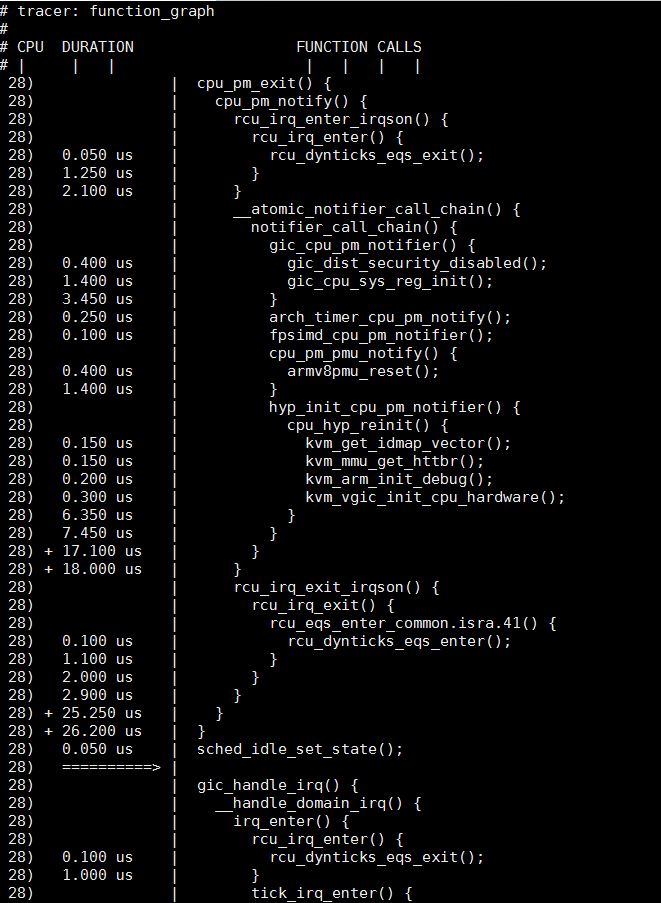 # tracer: function_graph
#
# CPU  DURATION                  FUNCTION CALLS
# |     |   |                     |   |   |   |
 28)               |  cpu_pm_exit() {
 28)               |    cpu_pm_notify() {
 28)               |      rcu_irq_enter_irqson() {
 28)               |        rcu_irq_enter() {
 28)   0.050 us    |          rcu_dynticks_eqs_exit();
 28)   1.250 us    |        }
 28)   2.100 us    |      }
 28)               |      __atomic_notifier_call_chain() {
 28)               |        notifier_call_chain() {
 28)               |          gic_cpu_pm_notifier() {
 28)   0.400 us    |            gic_dist_security_disabled();
 28)   1.400 us    |            gic_cpu_sys_reg_init();
 28)   3.450 us    |          }
 28)   0.250 us    |          arch_timer_cpu_pm_notify();
 28)   0.100 us    |          fpsimd_cpu_pm_notifier();
 28)               |          cpu_pm_pmu_notify() {
 28)   0.400 us    |            armv8pmu_reset();
 28)   1.400 us    |          }
 28)               |          hyp_init_cpu_pm_notifier() {
 28)               |            cpu_hyp_reinit() {
 28)   0.150 us    |              kvm_get_idmap_vector();
 28)   0.150 us    |              kvm_mmu_get_httbr();
 28)   0.200 us    |              kvm_arm_init_debug();
 28)   0.300 us    |              kvm_vgic_init_cpu_hardware();
 28)   6.350 us    |            }
 28)   7.450 us    |          }
 28) + 17.100 us   |        }
 28) + 18.000 us   |      }
 28)               |      rcu_irq_exit_irqson() {
 28)               |        rcu_irq_exit() {
 28)               |          rcu_eqs_enter_common.isra.41() {
 28)   0.100 us    |            rcu_dynticks_eqs_enter();
 28)   1.100 us    |          }
 28)   2.000 us    |        }
 28)   2.900 us    |      }
 28) + 25.250 us   |    }
 28) + 26.200 us   |  }
 28)   0.050 us    |  sched_idle_set_state();
 28)   ==========> |
 28)               |  gic_handle_irq() {
 28)               |    __handle_domain_irq() {
 28)               |      irq_enter() {
 28)               |        rcu_irq_enter() {
 28)   0.100 us    |          rcu_dynticks_eqs_exit();
 28)   1.000 us    |        }
 28)               |        tick_irq_enter() {